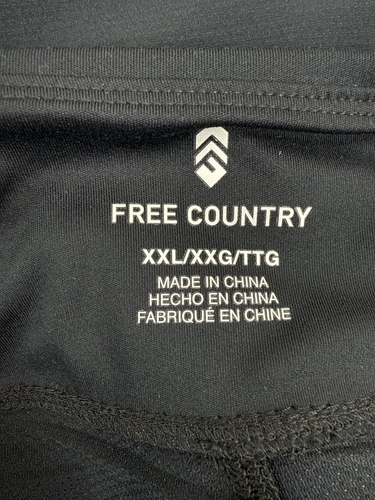 FREE COUNTRY
XXL/XXG/TTG
MADE IN CHINA
HECHO EN CHINA
FABRIQUÉ EN CHINE